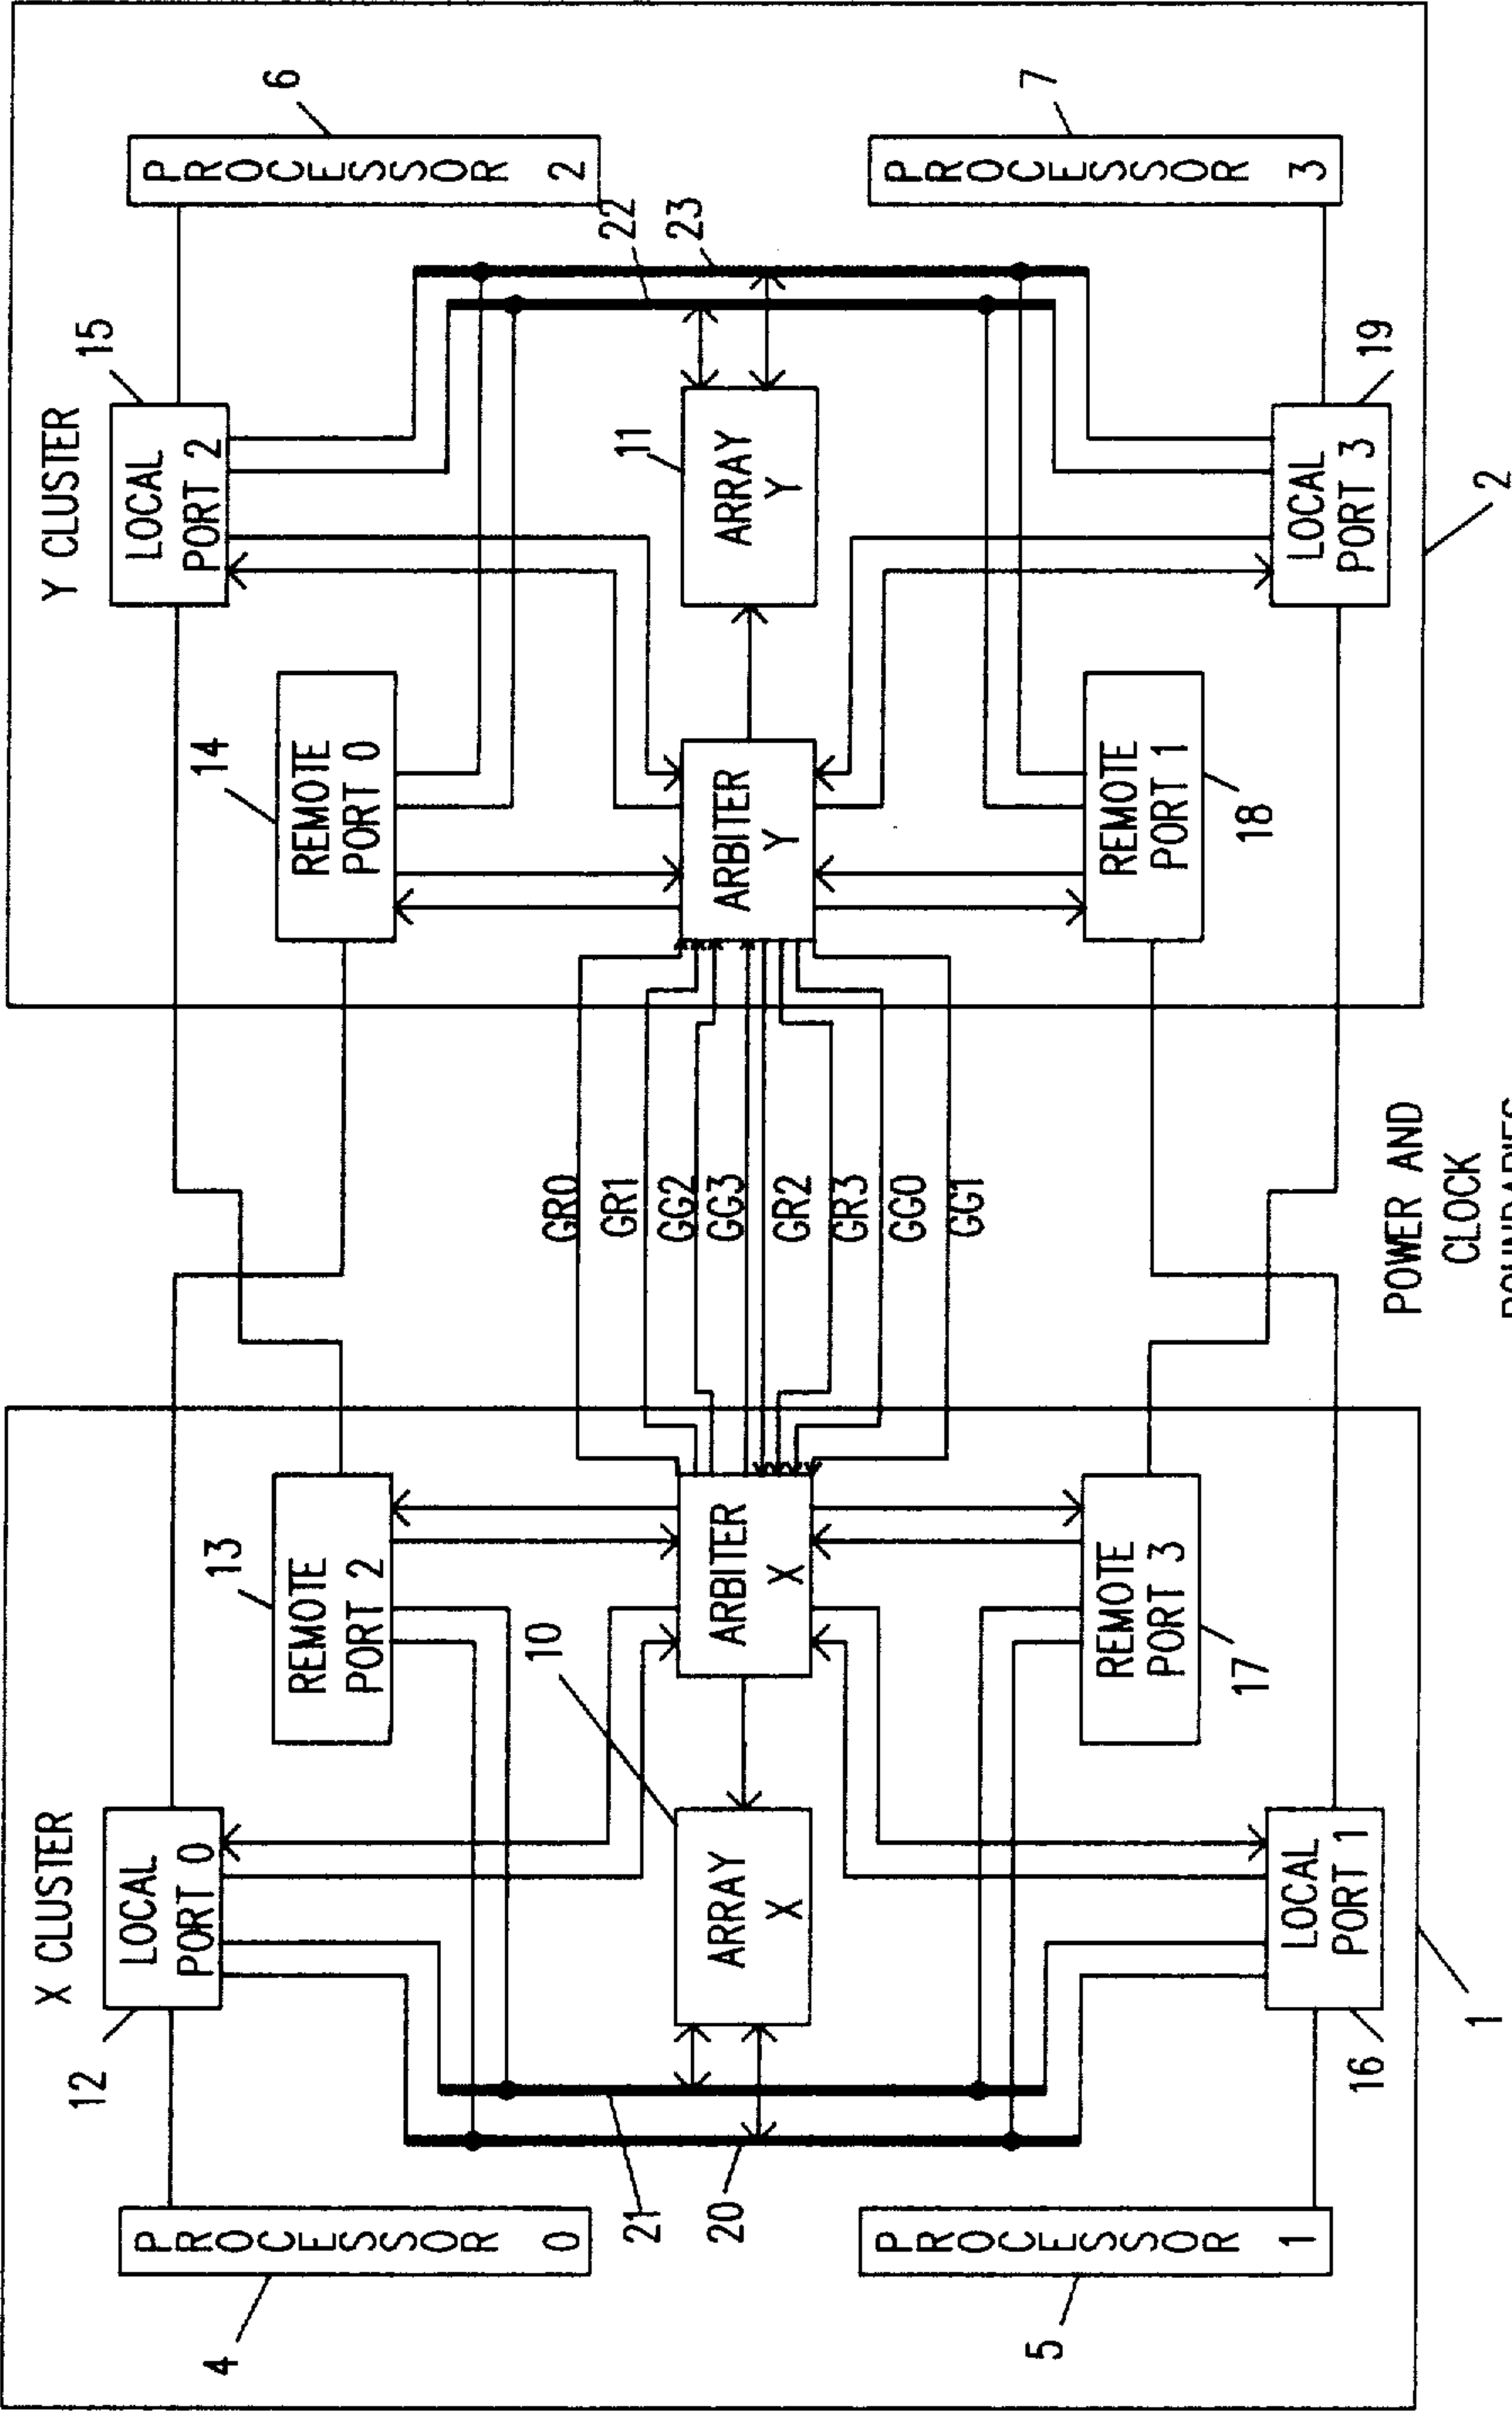 X CLUSTER
Y CLUSTER
12
LOCAL
PORT 0
13
REMOTE
PORT 2
14
REMOTE
PORT 0
15
LOCAL
PORT 2
4
PROCESSOR 0
PROCESSOR 2
6
21
20
10
ARRAY
X
ARBITER
X
GR0
GR1
GG2
GG3
GR2
GR3
GG0
GG1
ARBITER
Y
11
ARRAY
Y
22
23
5
PROCESSOR 1
PROCESSOR 3
7
16
LOCAL
PORT 1
17
REMOTE
PORT 3
18
REMOTE
PORT 1
19
LOCAL
PORT 3
1
2
POWER AND
CLOCK